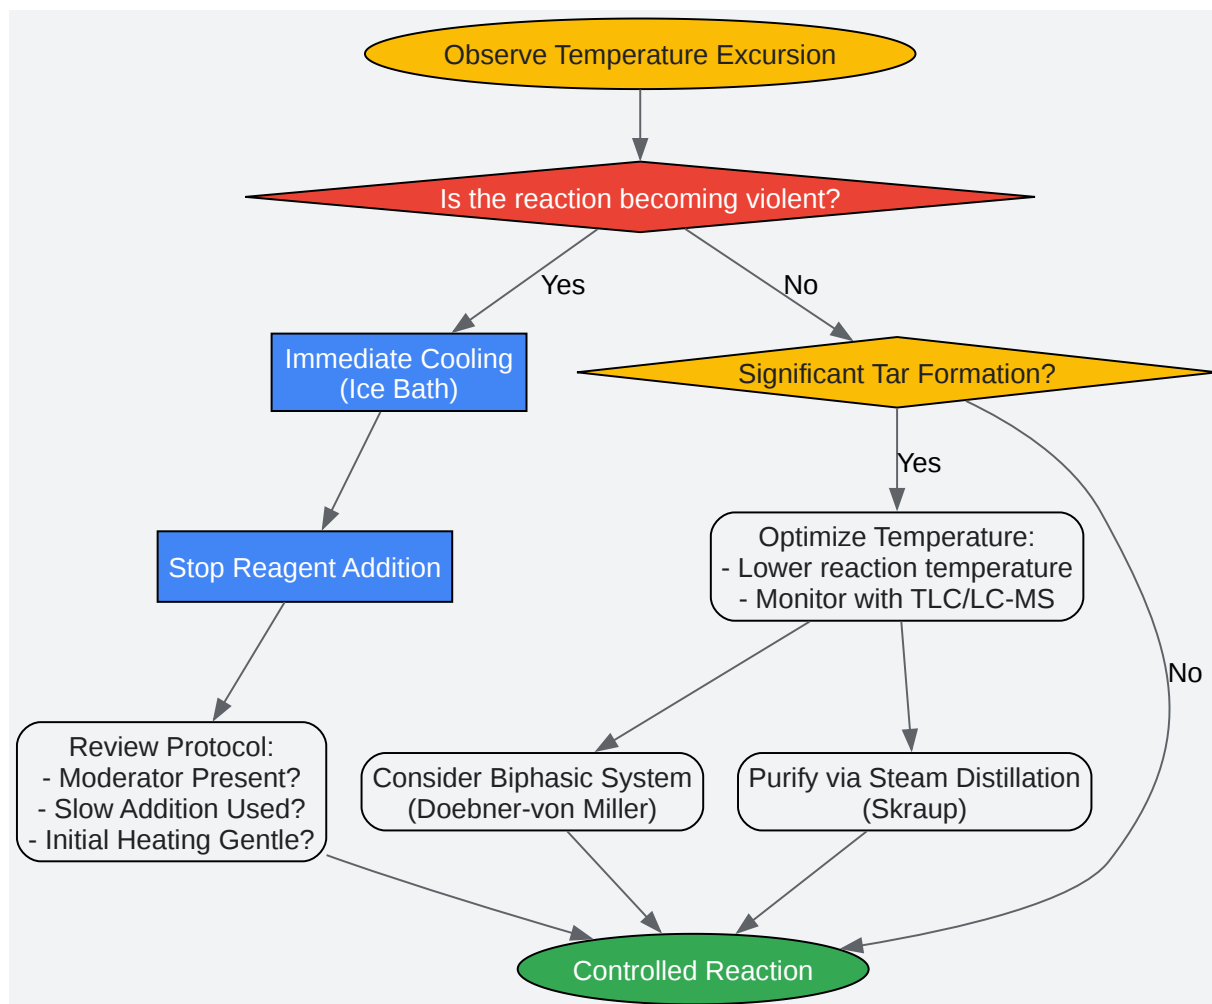 Observe Temperature Excursion
Is the reaction becoming violent?
Yes
No
Immediate Cooling
(Ice Bath)
Significant Tar Formation?
Yes
Stop Reagent Addition
Optimize Temperature:
- Lower reaction temperature
- Monitor with TLC/LC-MS
No
Review Protocol:
- Moderator Present?
- Slow Addition Used?
- Initial Heating Gentle?
Consider Biphasic System
(Doebner-von Miller)
Purify via Steam Distillation
(Skraup)
Controlled Reaction